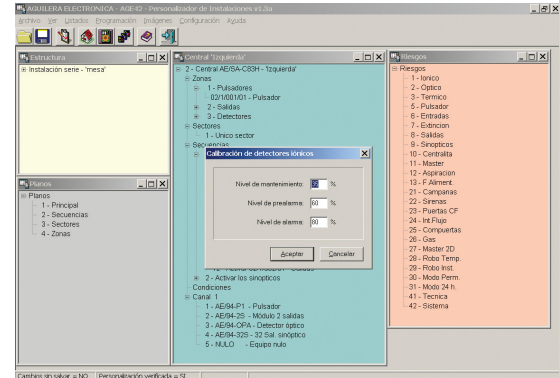 AGUILERA ELECTRONICA - AGE42 - Personalizador de Instalaciones v1.3a
Archivo Ver Listados Programación Imágenes Configuración Ayuda
Estructura
Instalación serie - 'mesa'
Planos
Planos
1 - Principal
2 - Secuencias
3 - Sectores
4 - Zonas
Central 'Izquierda'
2 - Central AE/SA-C83H - 'Izquierda'
Zonas
1 - Pulsadores
02/1/001/01 - Pulsador
2 - Salidas
3 - Detectores
Sectores
1 - Unico sector
Secuencias
Calibración de detectores iónicos
Nivel de mantenimiento: %
Nivel de prealarma: 60 %
Nivel de alarma: 80 %
Aceptar Cancelar
2 - Activar los sinopticos
Condiciones
Canal 1
1 - AE/94-P1 - Pulsador
2 - AE/94-2S - Módulo 2 salidas
3 - AE/94-OPA - Detector óptico
4 - AE/94-32S - 32 Sal. sinóptico
5 - NULO - Equipo nulo
Riesgos
Riesgos
1 - Ionico
2 - Optico
3 - Termico
5 - Pulsador
6 - Entradas
7 - Extincion
8 - Salidas
9 - Sinopticos
10 - Centralita
11 - Master
12 - Aspiracion
13 - F Aliment.
21 - Campanas
22 - Sirenas
23 - Puertas CF
24 - Int.Flujo
25 - Compuertas
26 - Gas
27 - Master 2D
28 - Robo Temp.
29 - Robo Inst.
30 - Modo Perm.
31 - Modo 24 h.
41 - Tecnica
42 - Sistema
Cambios sin salvar = NO Personalización verificada = SI